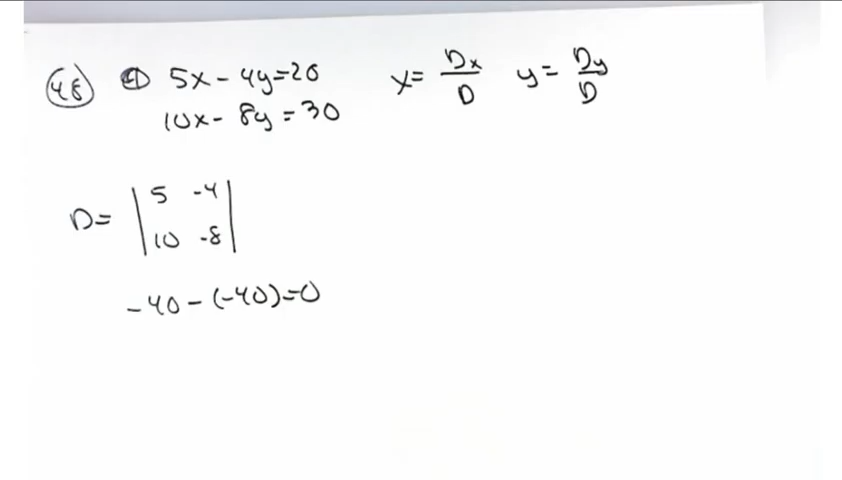 48 5x - 4y = 20 x = Dx/D y = Dy/D
10x - 8y = 30
D = | 5 -4 |
| 10 -8 |
-40 - (-40) = 0